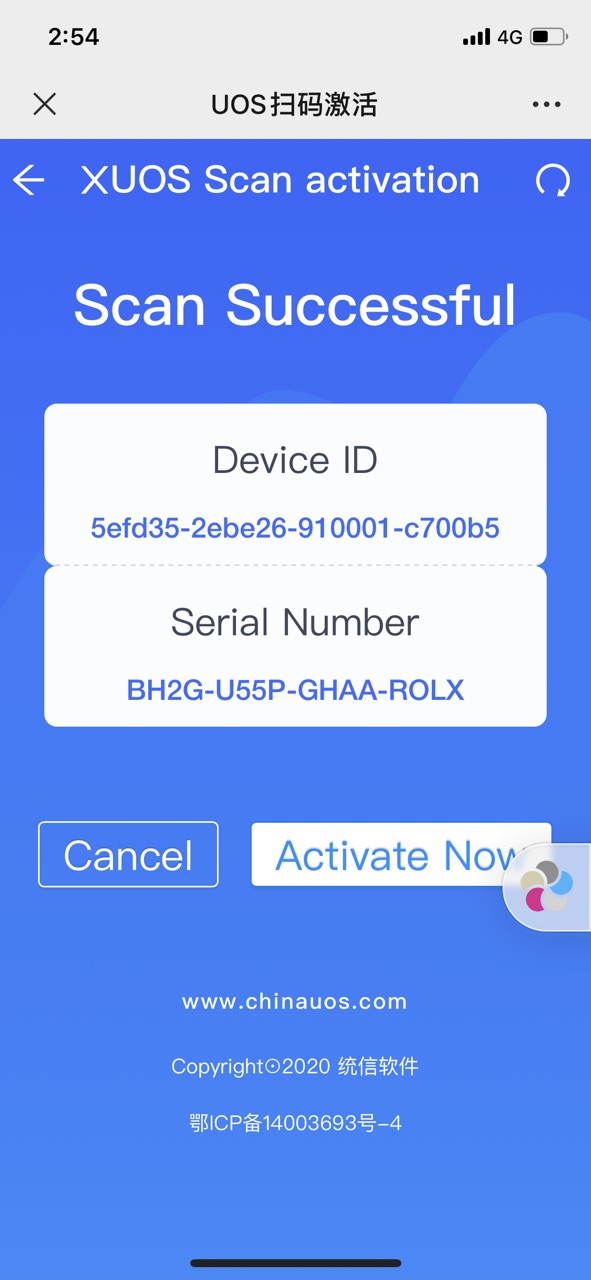 2:54
4G
UOS扫码激活
XUOS Scan activation
Scan Successful
Device ID
5efd35-2ebe26-910001-c700b5
Serial Number
BH2G-U55P-GHAA-ROLX
Cancel
Activate Now
www.chinauos.com
Copyright⊙2020 统信软件
鄂ICP备14003693号-4